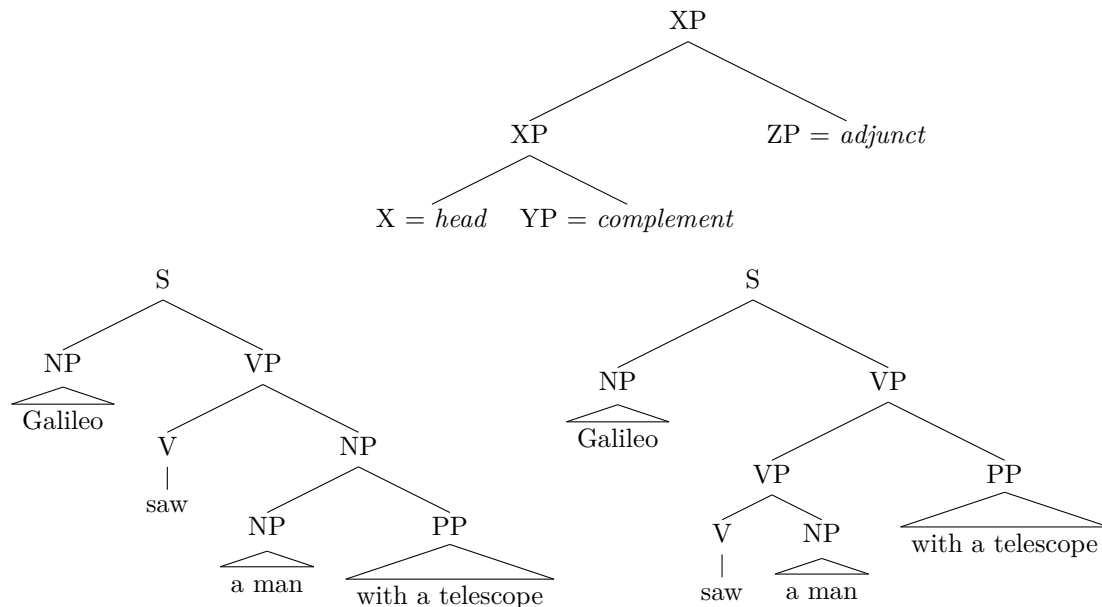 XP
XP ZP = adjunct
X = head YP = complement
S
NP VP
Galileo
V NP
saw
NP PP
a man with a telescope
S
NP VP
Galileo
VP PP
V NP with a telescope
saw a man